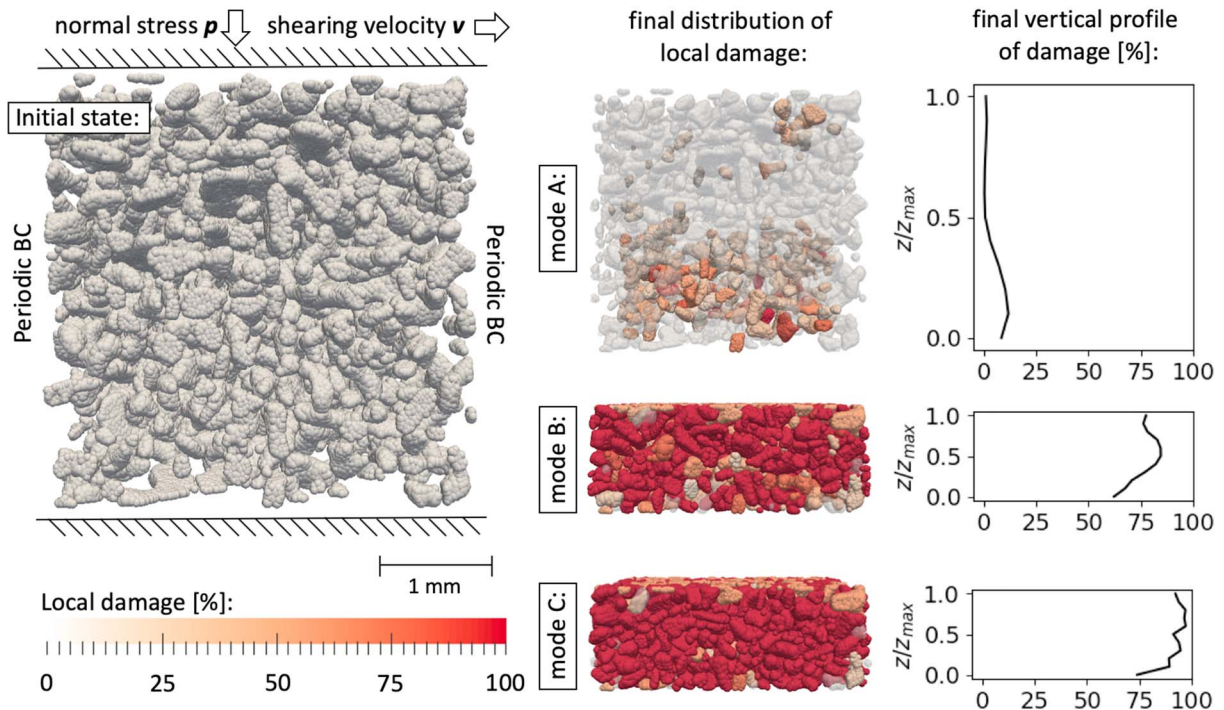 normal stress p
shearing velocity v
Initial state:
Periodic BC
Periodic BC
1 mm
Local damage [%]:
0 25 50 75 100
final distribution of
local damage:
mode A:
mode B:
mode C:
final vertical profile
of damage [%]:
1.0
0.5
0.0
z/z_max
0 25 50 75 100
1.0
0.5
0.0
z/z_max
0 25 50 75 100
1.0
0.5
0.0
z/z_max
0 25 50 75 100